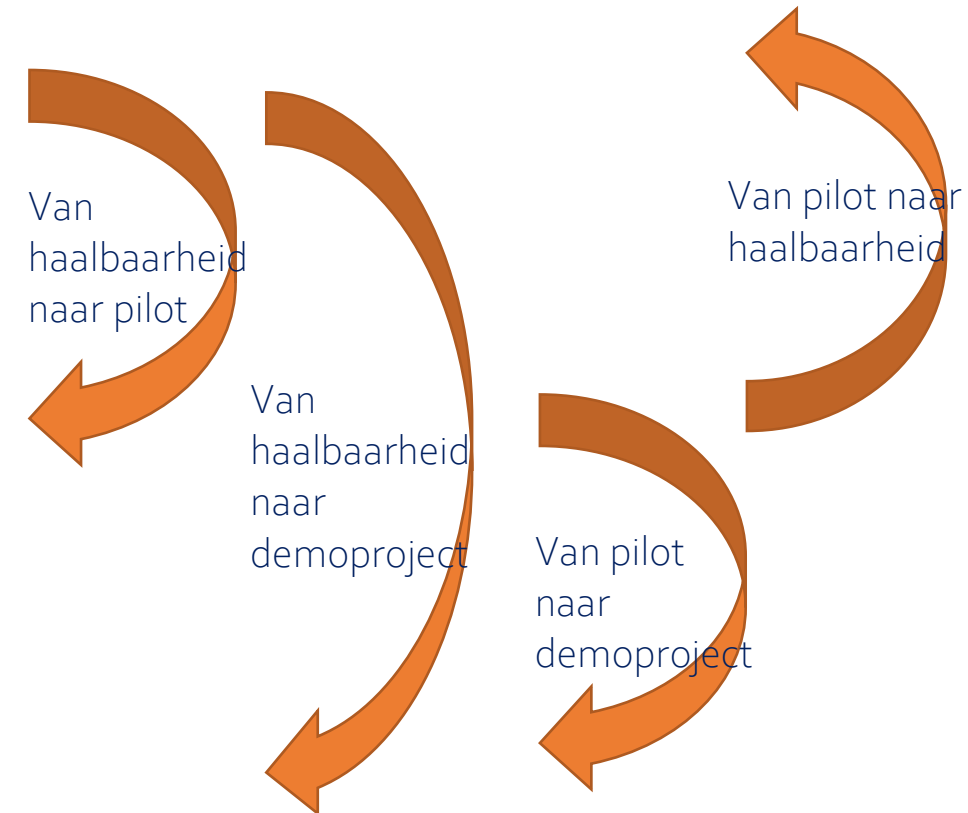 Van
haalbaarheid
naar pilot
Van
haalbaarheid
naar
demoproject
Van pilot
naar
demoproject
Van pilot naar
haalbaarheid